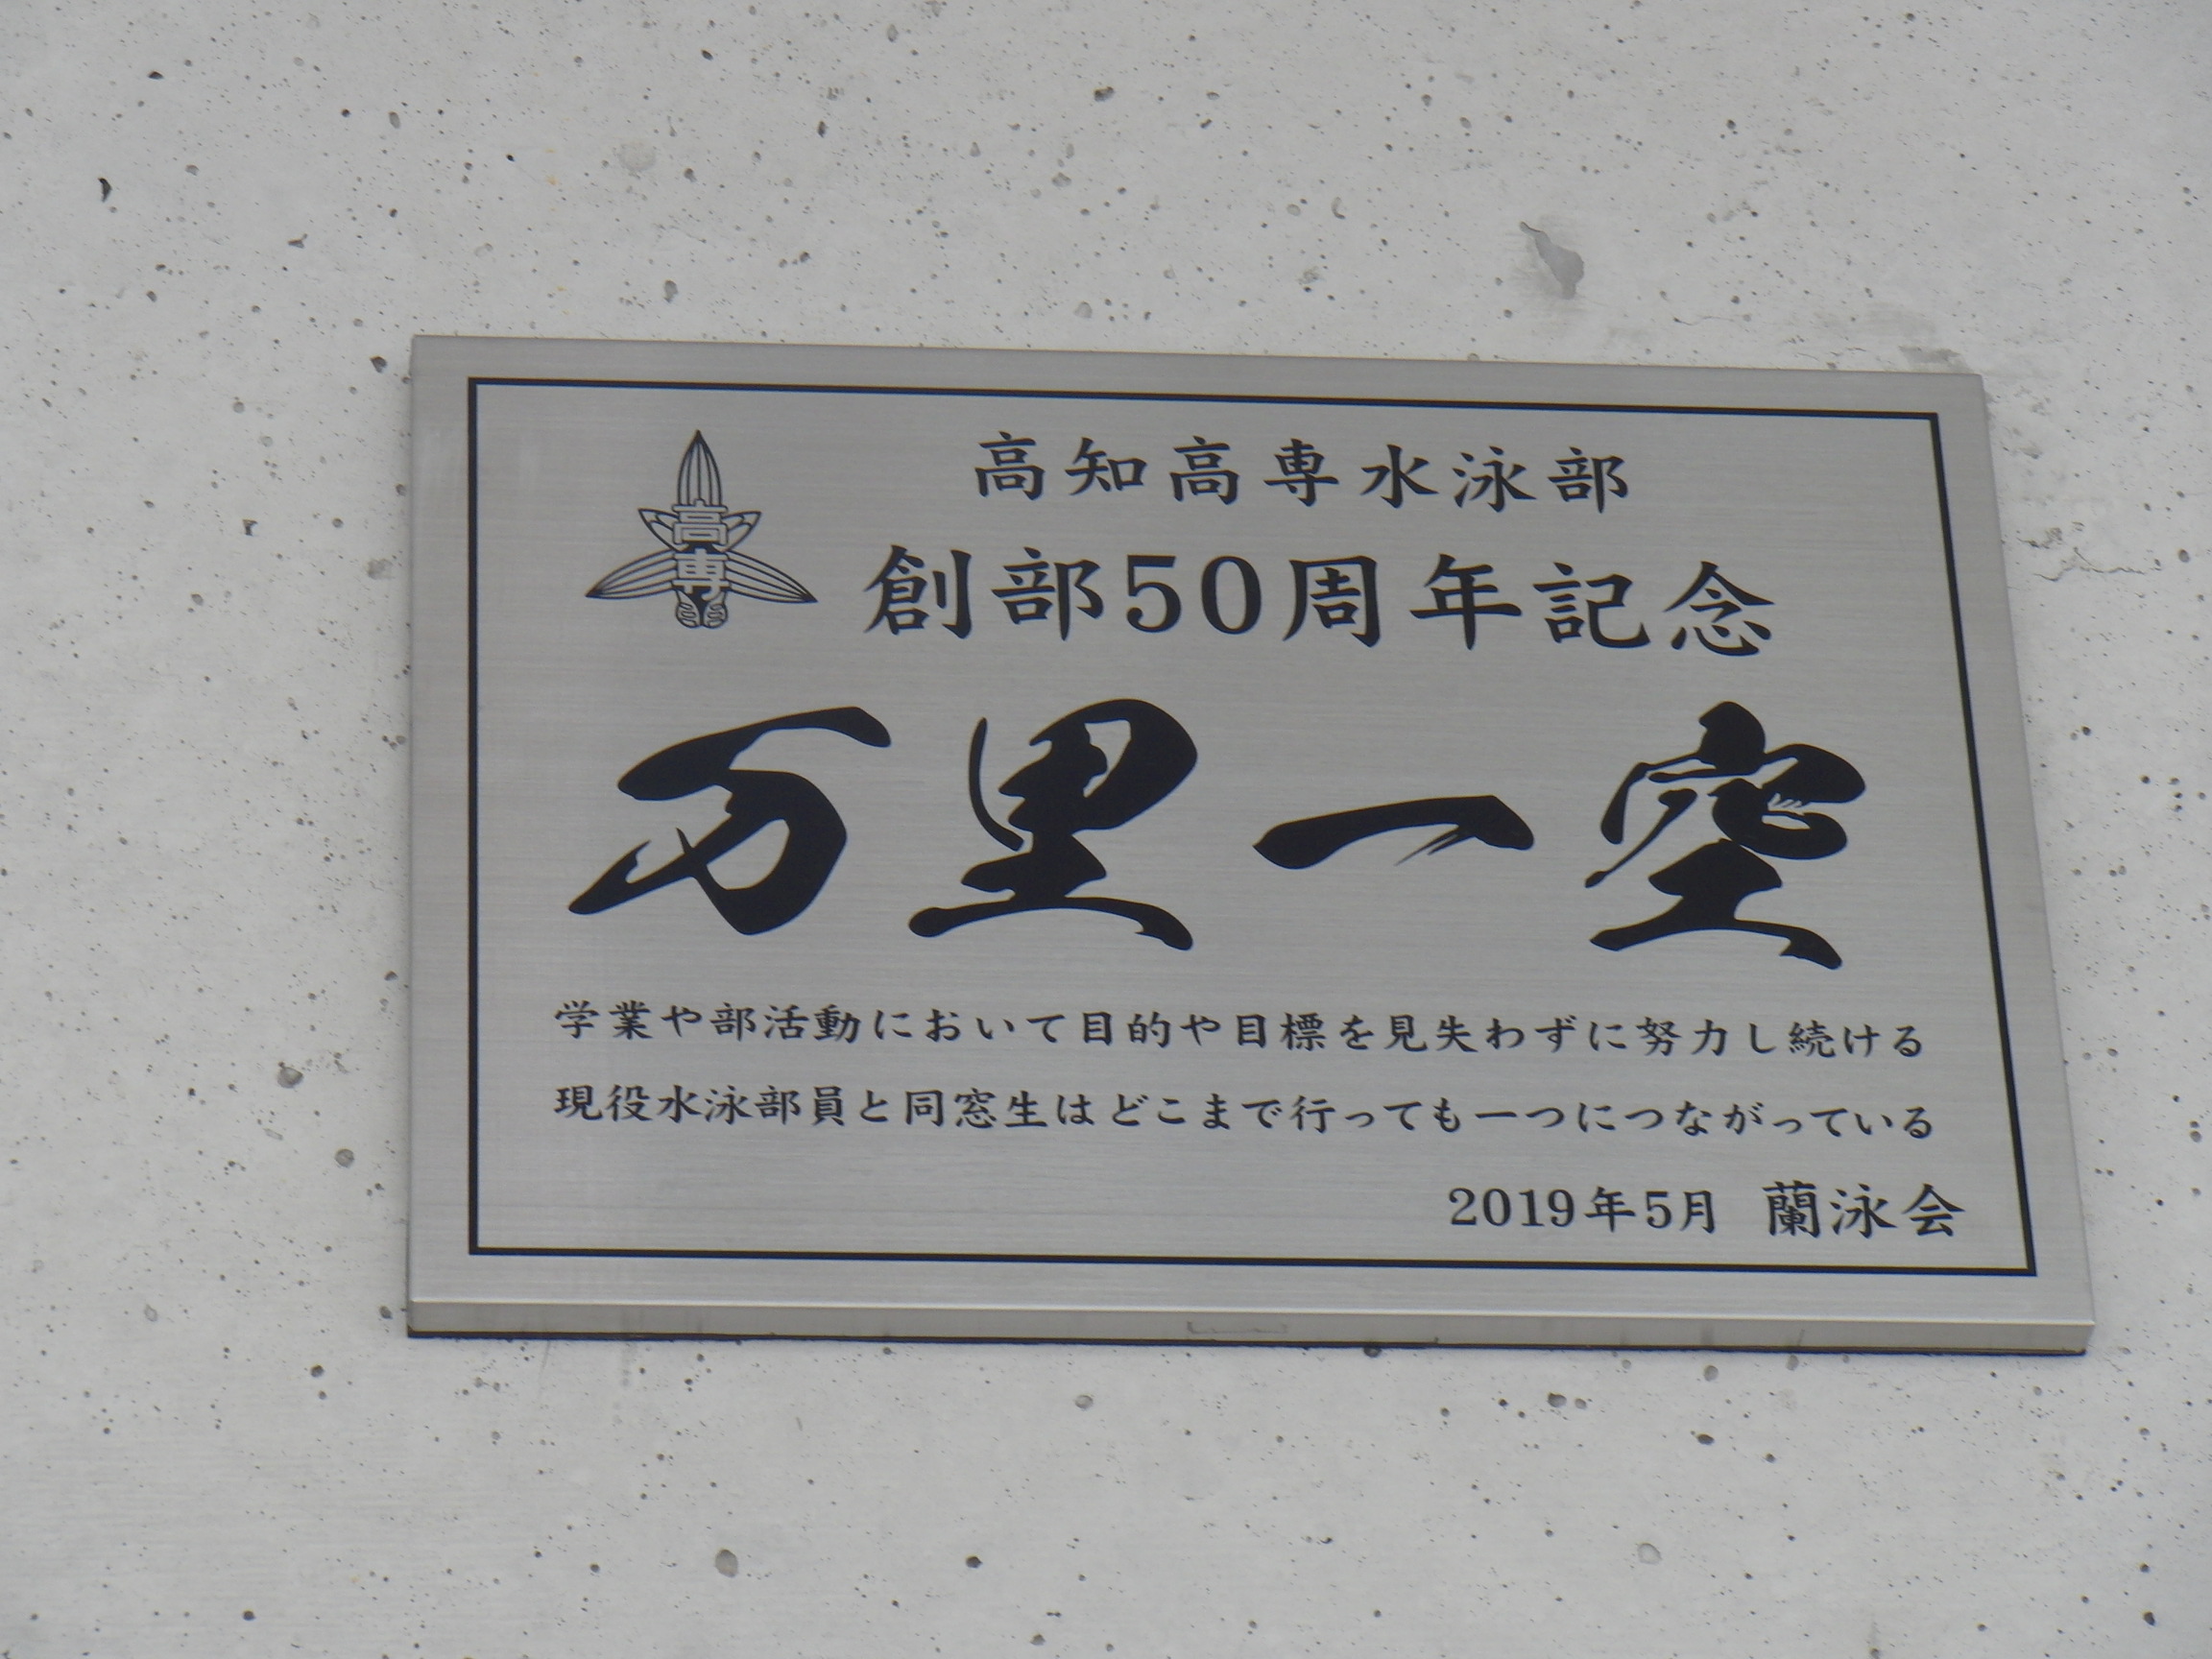 高専
高知高専水泳部
創部50周年記念
万里一空
学業や部活動において目的や目標を見失わずに努力し続ける
現役水泳部員と同窓生はどこまで行っても一つにつながっている
2019年5月 蘭泳会